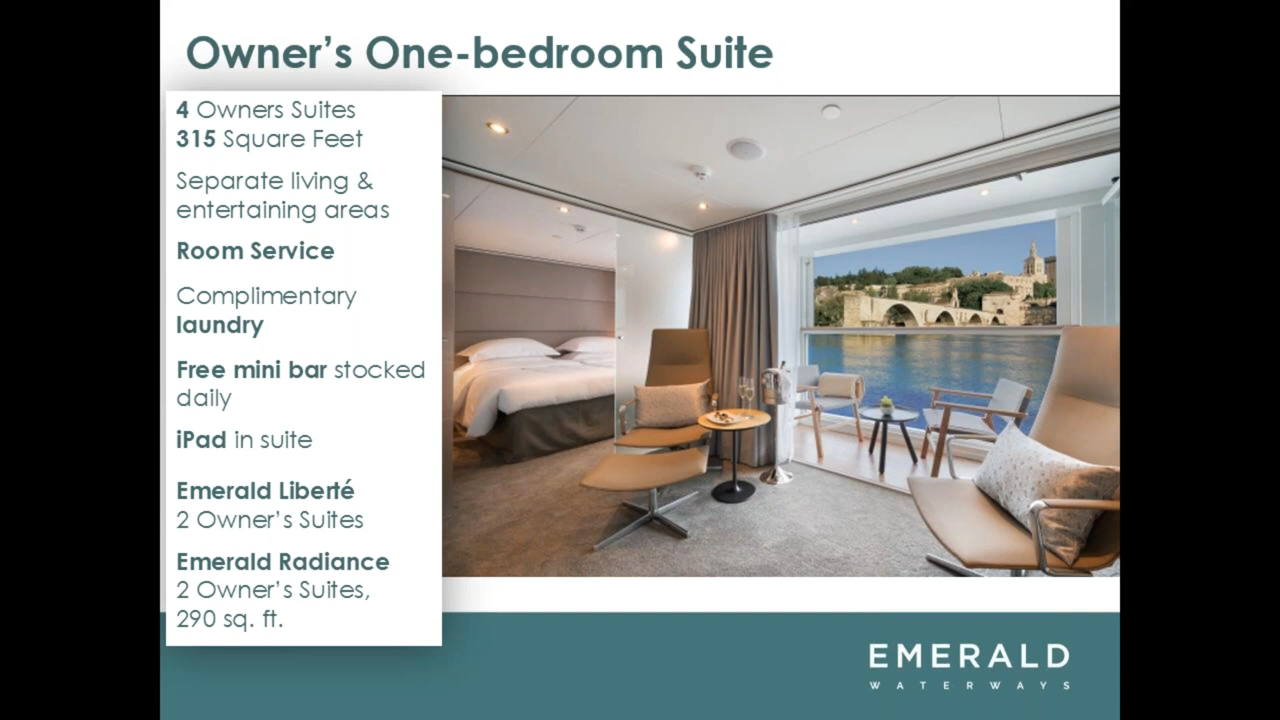 Owner’s One-bedroom Suite
4 Owners Suites
315 Square Feet
Separate living &
entertaining areas
Room Service
Complimentary
laundry
Free mini bar stocked
daily
iPad in suite
Emerald Liberté
2 Owner’s Suites
Emerald Radiance
2 Owner’s Suites,
290 sq. ft.
EMERALD
WATERWAYS